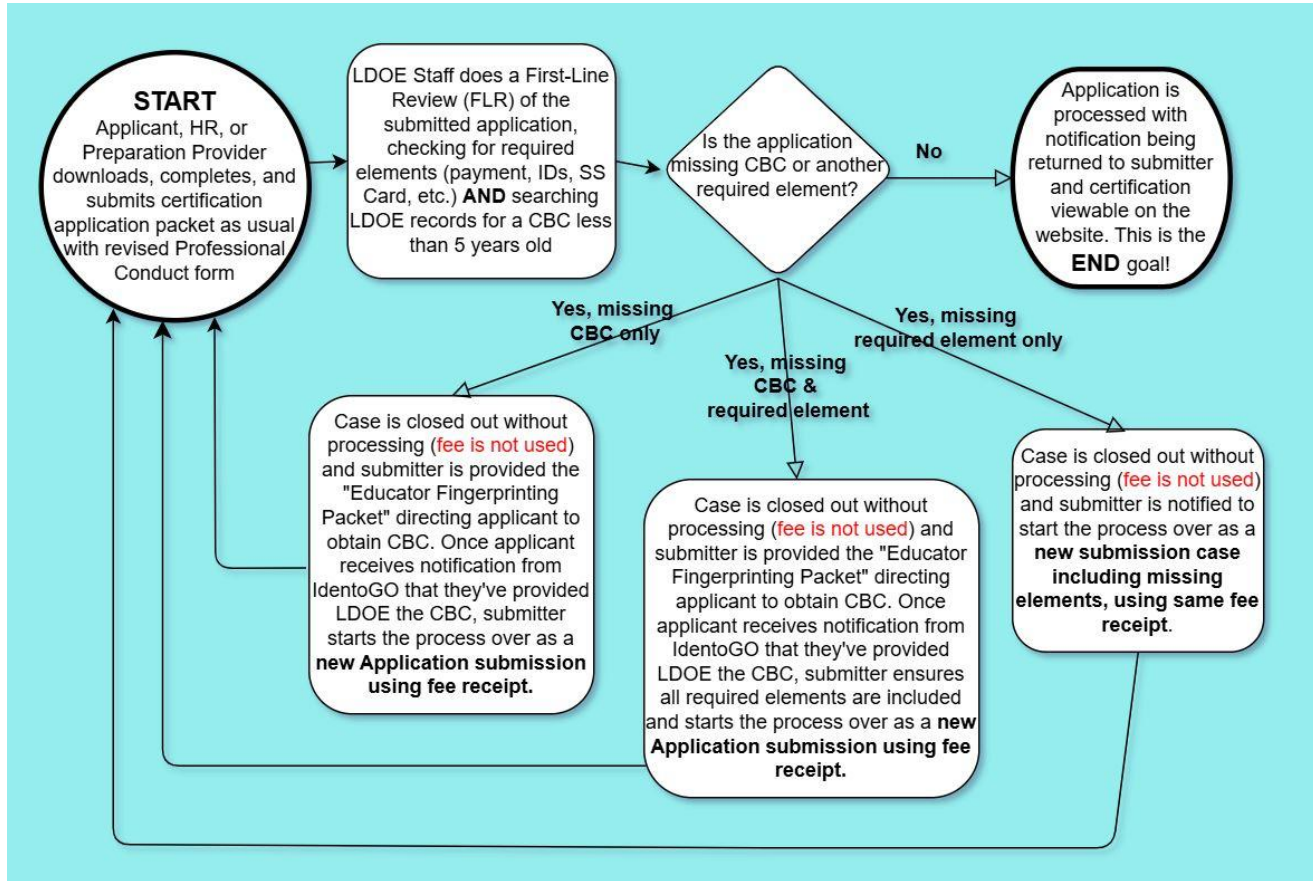 START
Applicant, HR, or
Preparation Provider
downloads, completes, and
submits certification
application packet as usual
with revised Professional
Conduct form
LDOE Staff does a First-Line
Review (FLR) of the
submitted application,
checking for required
elements (payment, IDs, SS
Card, etc.) AND searching
LDOE records for a CBC less
than 5 years old
Is the application
missing CBC or another
required element?
No
Application is
processed with
notification being
returned to submitter
and certification
viewable on the
website. This is the
END goal!
Yes, missing
CBC only
Yes, missing
CBC &
required element
Yes, missing
required element only
Case is closed out without
processing (fee is not used)
and submitter is provided the
"Educator Fingerprinting
Packet" directing applicant to
obtain CBC. Once applicant
receives notification from
IdentoGO that they've provided
LDOE the CBC, submitter
starts the process over as a
new Application submission
using fee receipt.
Case is closed out without
processing (fee is not used) and
submitter is provided the "Educator
Fingerprinting Packet" directing
applicant to obtain CBC. Once
applicant receives notification from
IdentoGO that they've provided
LDOE the CBC, submitter ensures
all required elements are included
and starts the process over as a new
Application submission using fee
receipt.
Case is closed out without
processing (fee is not used)
and submitter is notified to
start the process over as a
new submission case
including missing
elements, using same fee
receipt.